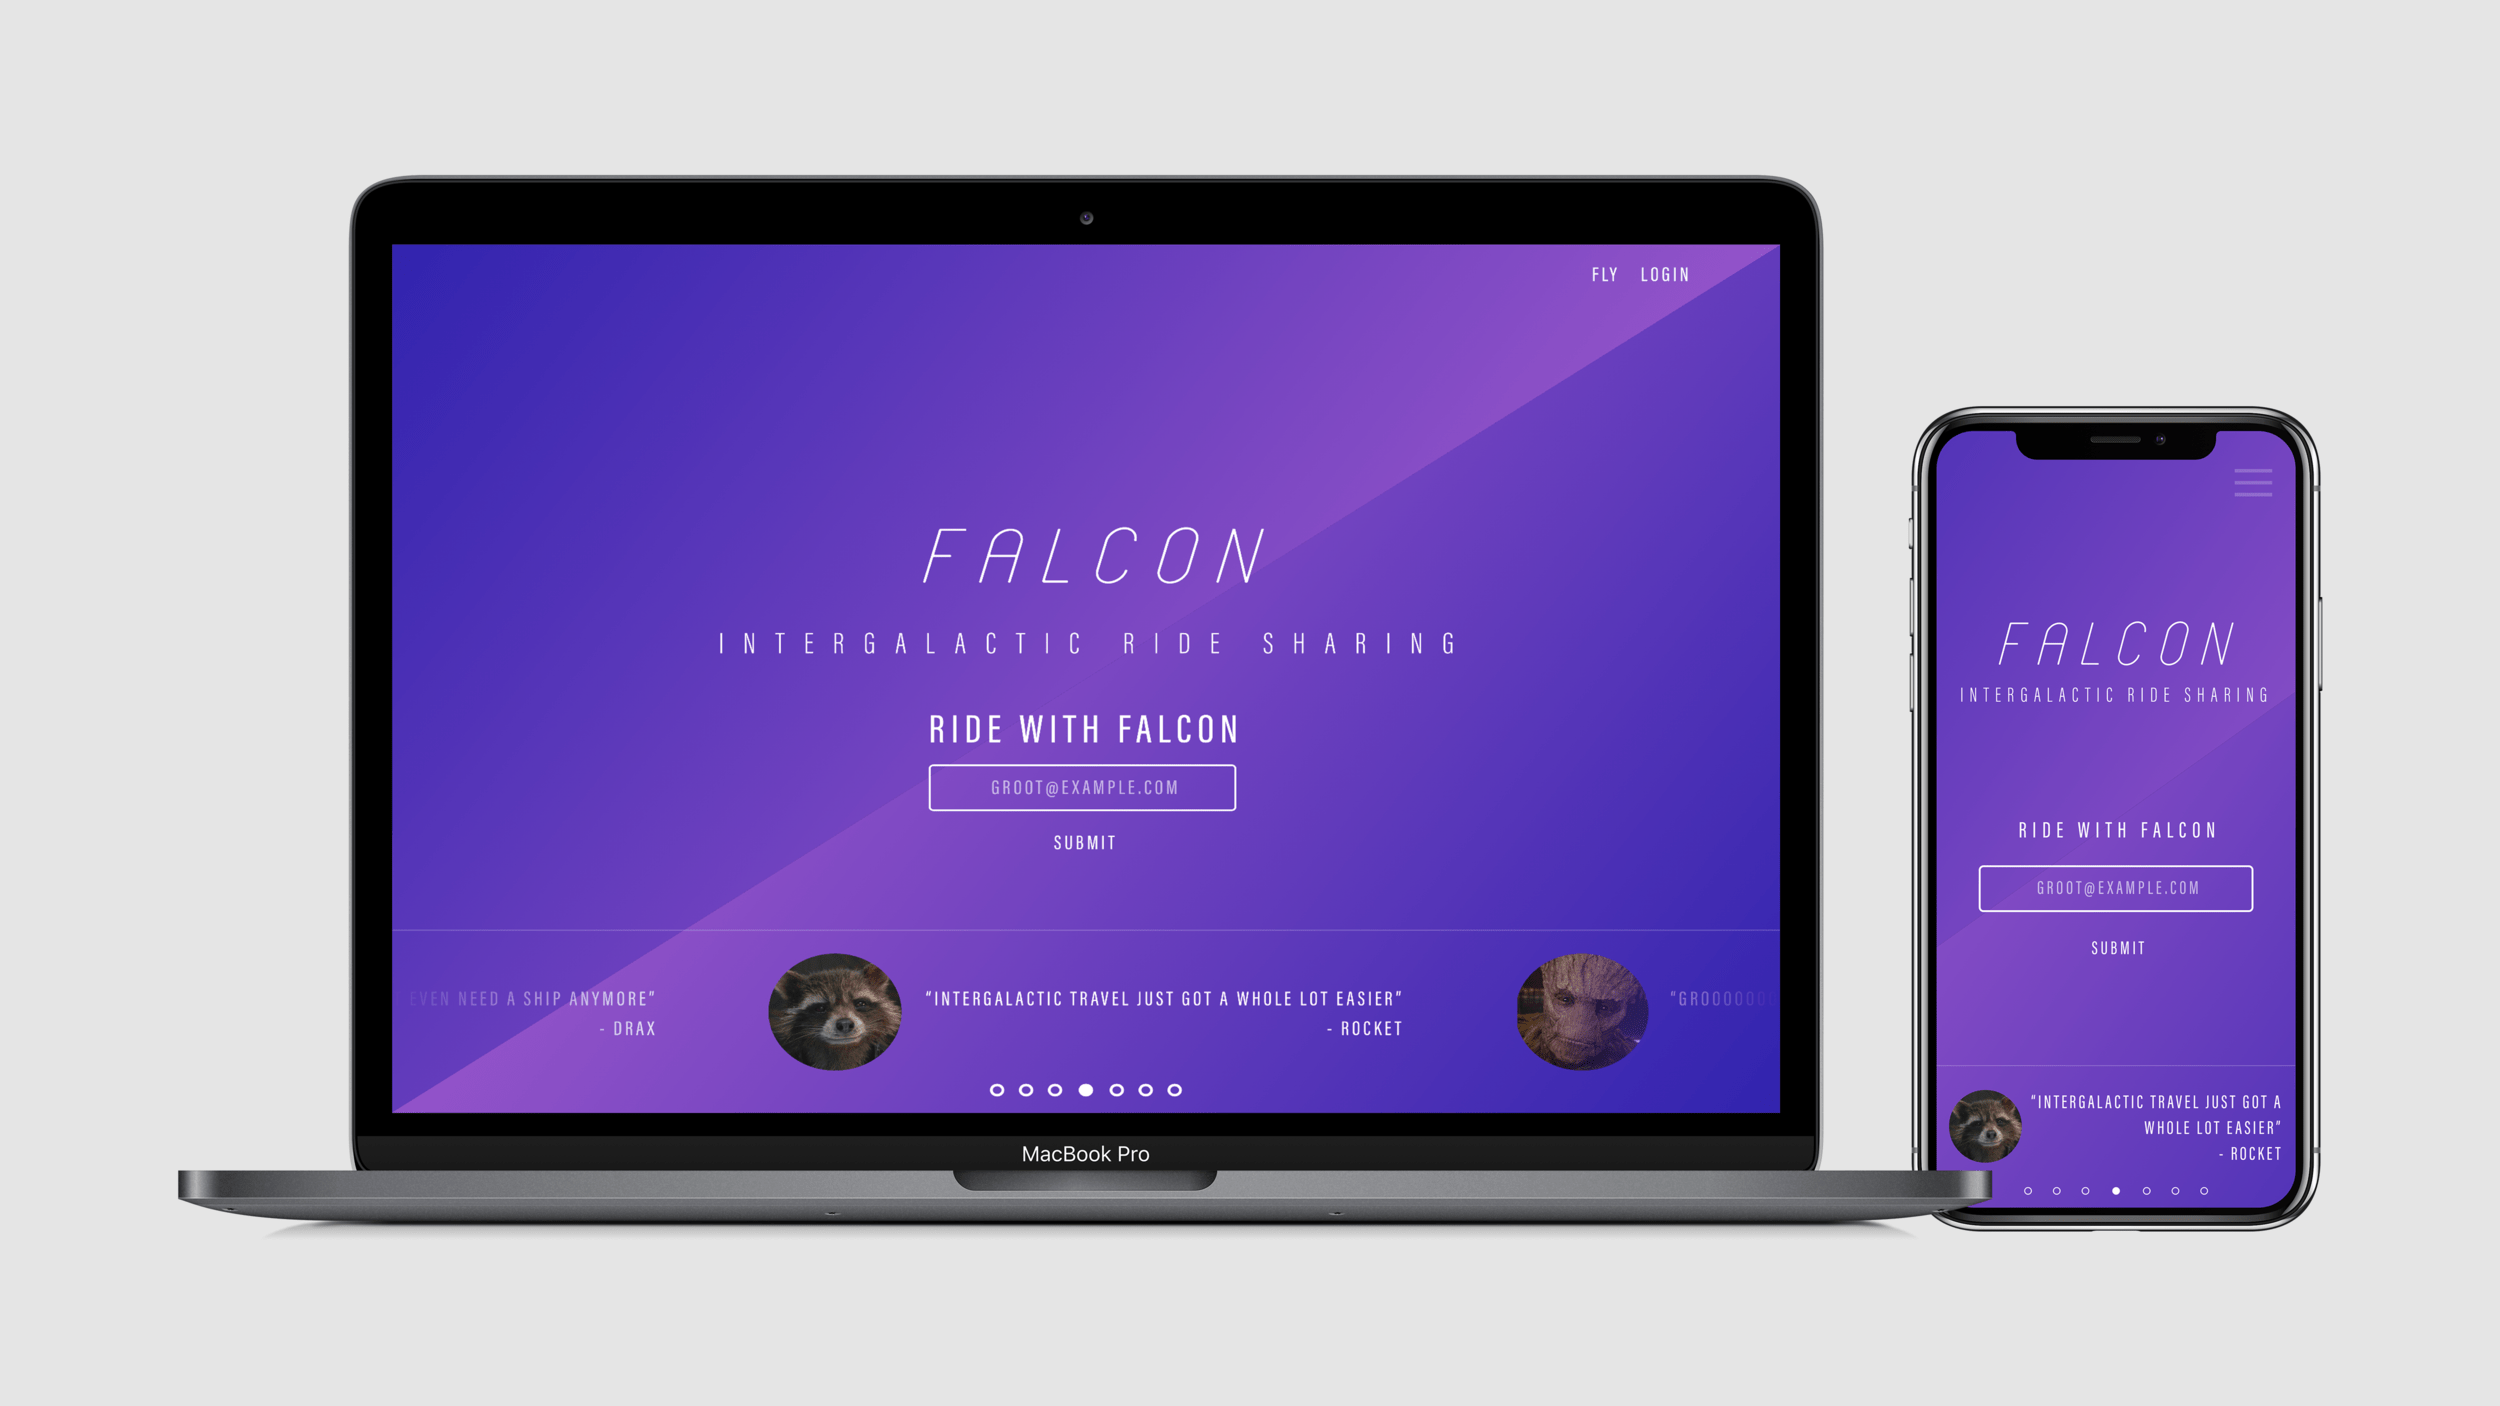 FLY LOGIN
FALCON
INTERGALACTIC RIDE SHARING
RIDE WITH FALCON
GROOT@EXAMPLE.COM
SUBMIT
EVEN NEED A SHIP ANYMORE”
- DRAX
“INTERGALACTIC TRAVEL JUST GOT A WHOLE LOT EASIER”
- ROCKET
“GROOOOOOO
MacBook Pro
FALCON
INTERGALACTIC RIDE SHARING
RIDE WITH FALCON
GROOT@EXAMPLE.COM
SUBMIT
“INTERGALACTIC TRAVEL JUST GOT A
WHOLE LOT EASIER”
- ROCKET